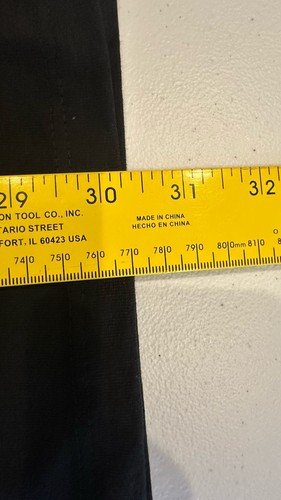 29 30 31 32
ON TOOL CO., INC.
TARIO STREET
FORT, IL 60423 USA
MADE IN CHINA
HECHO EN CHINA
740 750 760 770 780 790 800mm 810 8